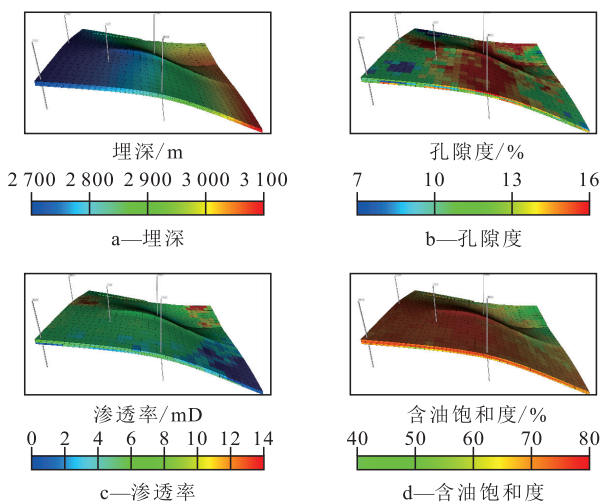 埋深/m
2 700 2 800 2 900 3 000 3 100
a—埋深
孔隙度/%
7 10 13 16
b—孔隙度
渗透率/mD
0 2 4 6 8 10 12 14
c—渗透率
含油饱和度/%
40 50 60 70 80
d—含油饱和度